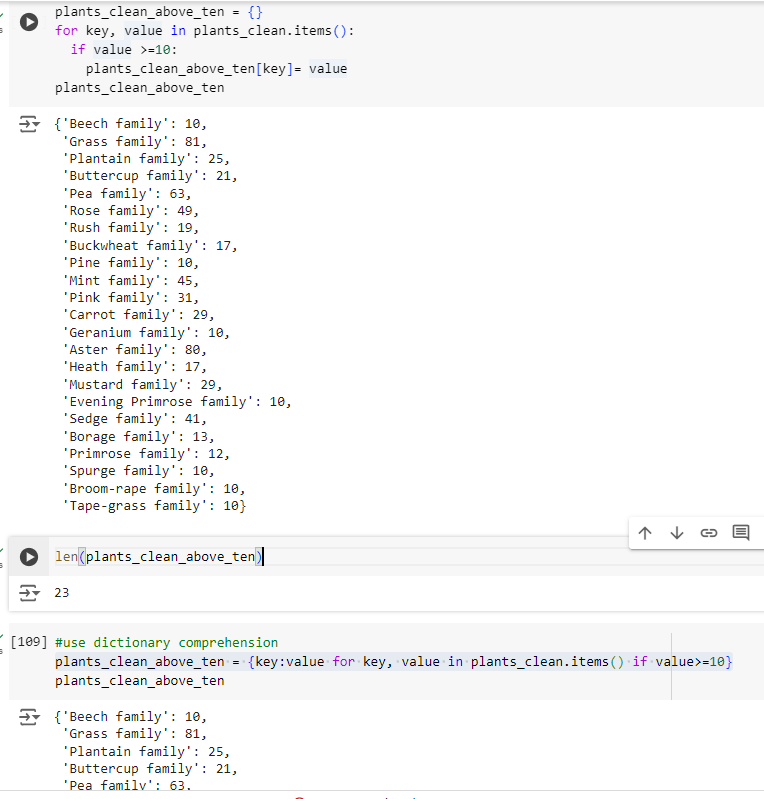 plants_clean_above_ten = {}
for key, value in plants_clean.items():
  if value >=10:
    plants_clean_above_ten[key]= value
plants_clean_above_ten
{'Beech family': 10,
 'Grass family': 81,
 'Plantain family': 25,
 'Buttercup family': 21,
 'Pea family': 63,
 'Rose family': 49,
 'Rush family': 19,
 'Buckwheat family': 17,
 'Pine family': 10,
 'Mint family': 45,
 'Pink family': 31,
 'Carrot family': 29,
 'Geranium family': 10,
 'Aster family': 80,
 'Heath family': 17,
 'Mustard family': 29,
 'Evening Primrose family': 10,
 'Sedge family': 41,
 'Borage family': 13,
 'Primrose family': 12,
 'Spurge family': 10,
 'Broom-rape family': 10,
 'Tape-grass family': 10}
len(plants_clean_above_ten)
23
[109] #use dictionary comprehension
plants_clean_above_ten = {key:value for key, value in plants_clean.items() if value>=10}
plants_clean_above_ten
{'Beech family': 10,
 'Grass family': 81,
 'Plantain family': 25,
 'Buttercup family': 21,
 'Pea family': 63,